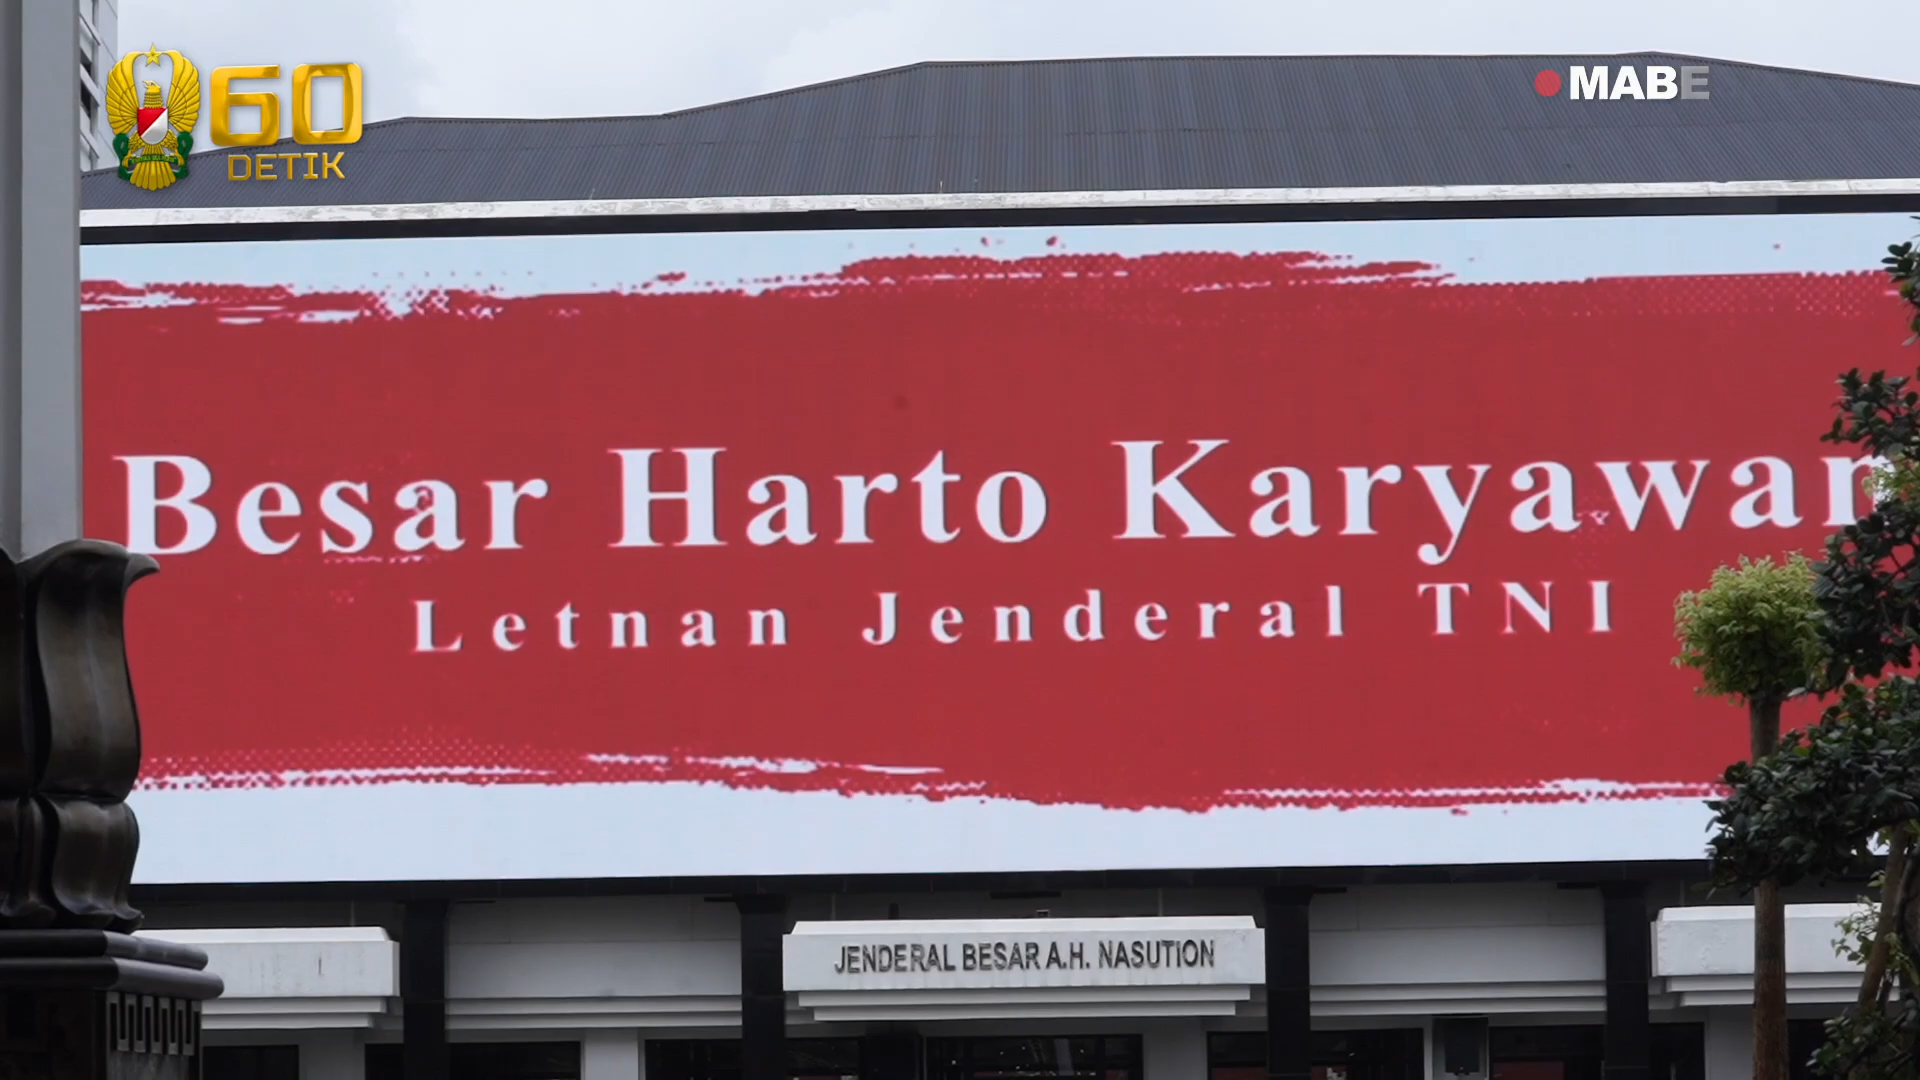 60
DETIK
MABE
Besar Harto Karyawan
Letnan Jenderal TNI
JENDERAL BESAR A.H. NASUTION